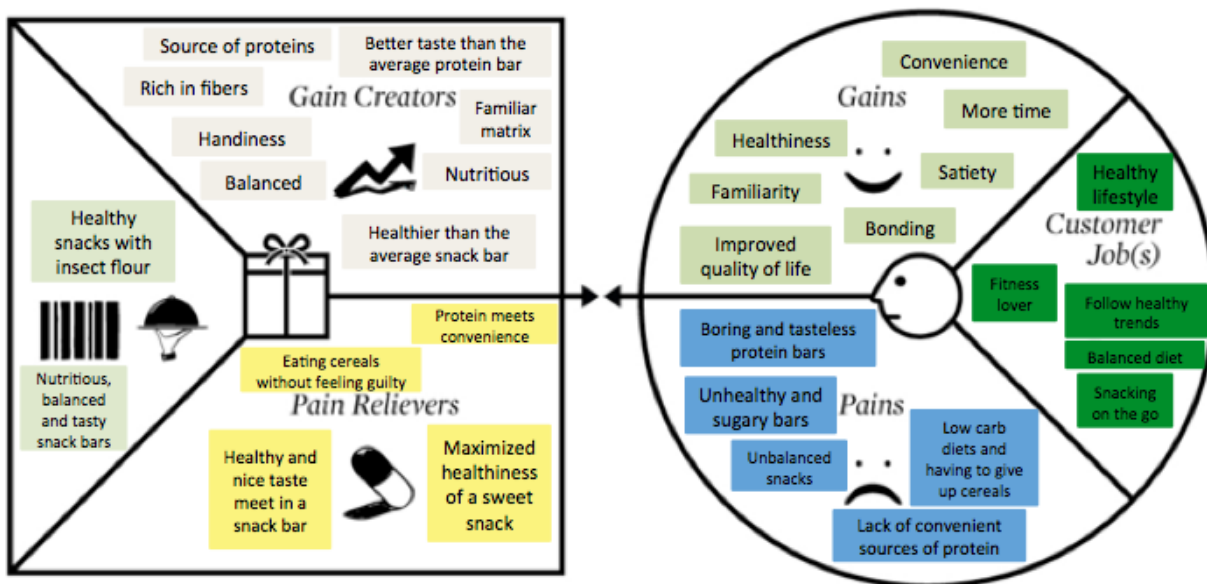 Source of proteins
Better taste than the
average protein bar
Rich in fibers
Gain Creators
Familiar
matrix
Handiness
Balanced
Nutritious
Healthy
snacks with
insect flour
Healthier than the
average snack bar
Protein meets
convenience
Eating cereals
without feeling guilty
Nutritious,
balanced
and tasty
snack bars
Pain Relievers
Healthy and
nice taste
meet in a
snack bar
Maximized
healthiness
of a sweet
snack
Convenience
Gains
More time
Healthiness
Satiety
Familiarity
Bonding
Improved
quality of life
Healthy
lifestyle
Customer
Job(s)
Fitness
lover
Follow healthy
trends
Balanced diet
Snacking
on the go
Boring and tasteless
protein bars
Unhealthy and
sugary bars
Pains
Unbalanced
snacks
Low carb
diets and
having to give
up cereals
Lack of convenient
sources of protein